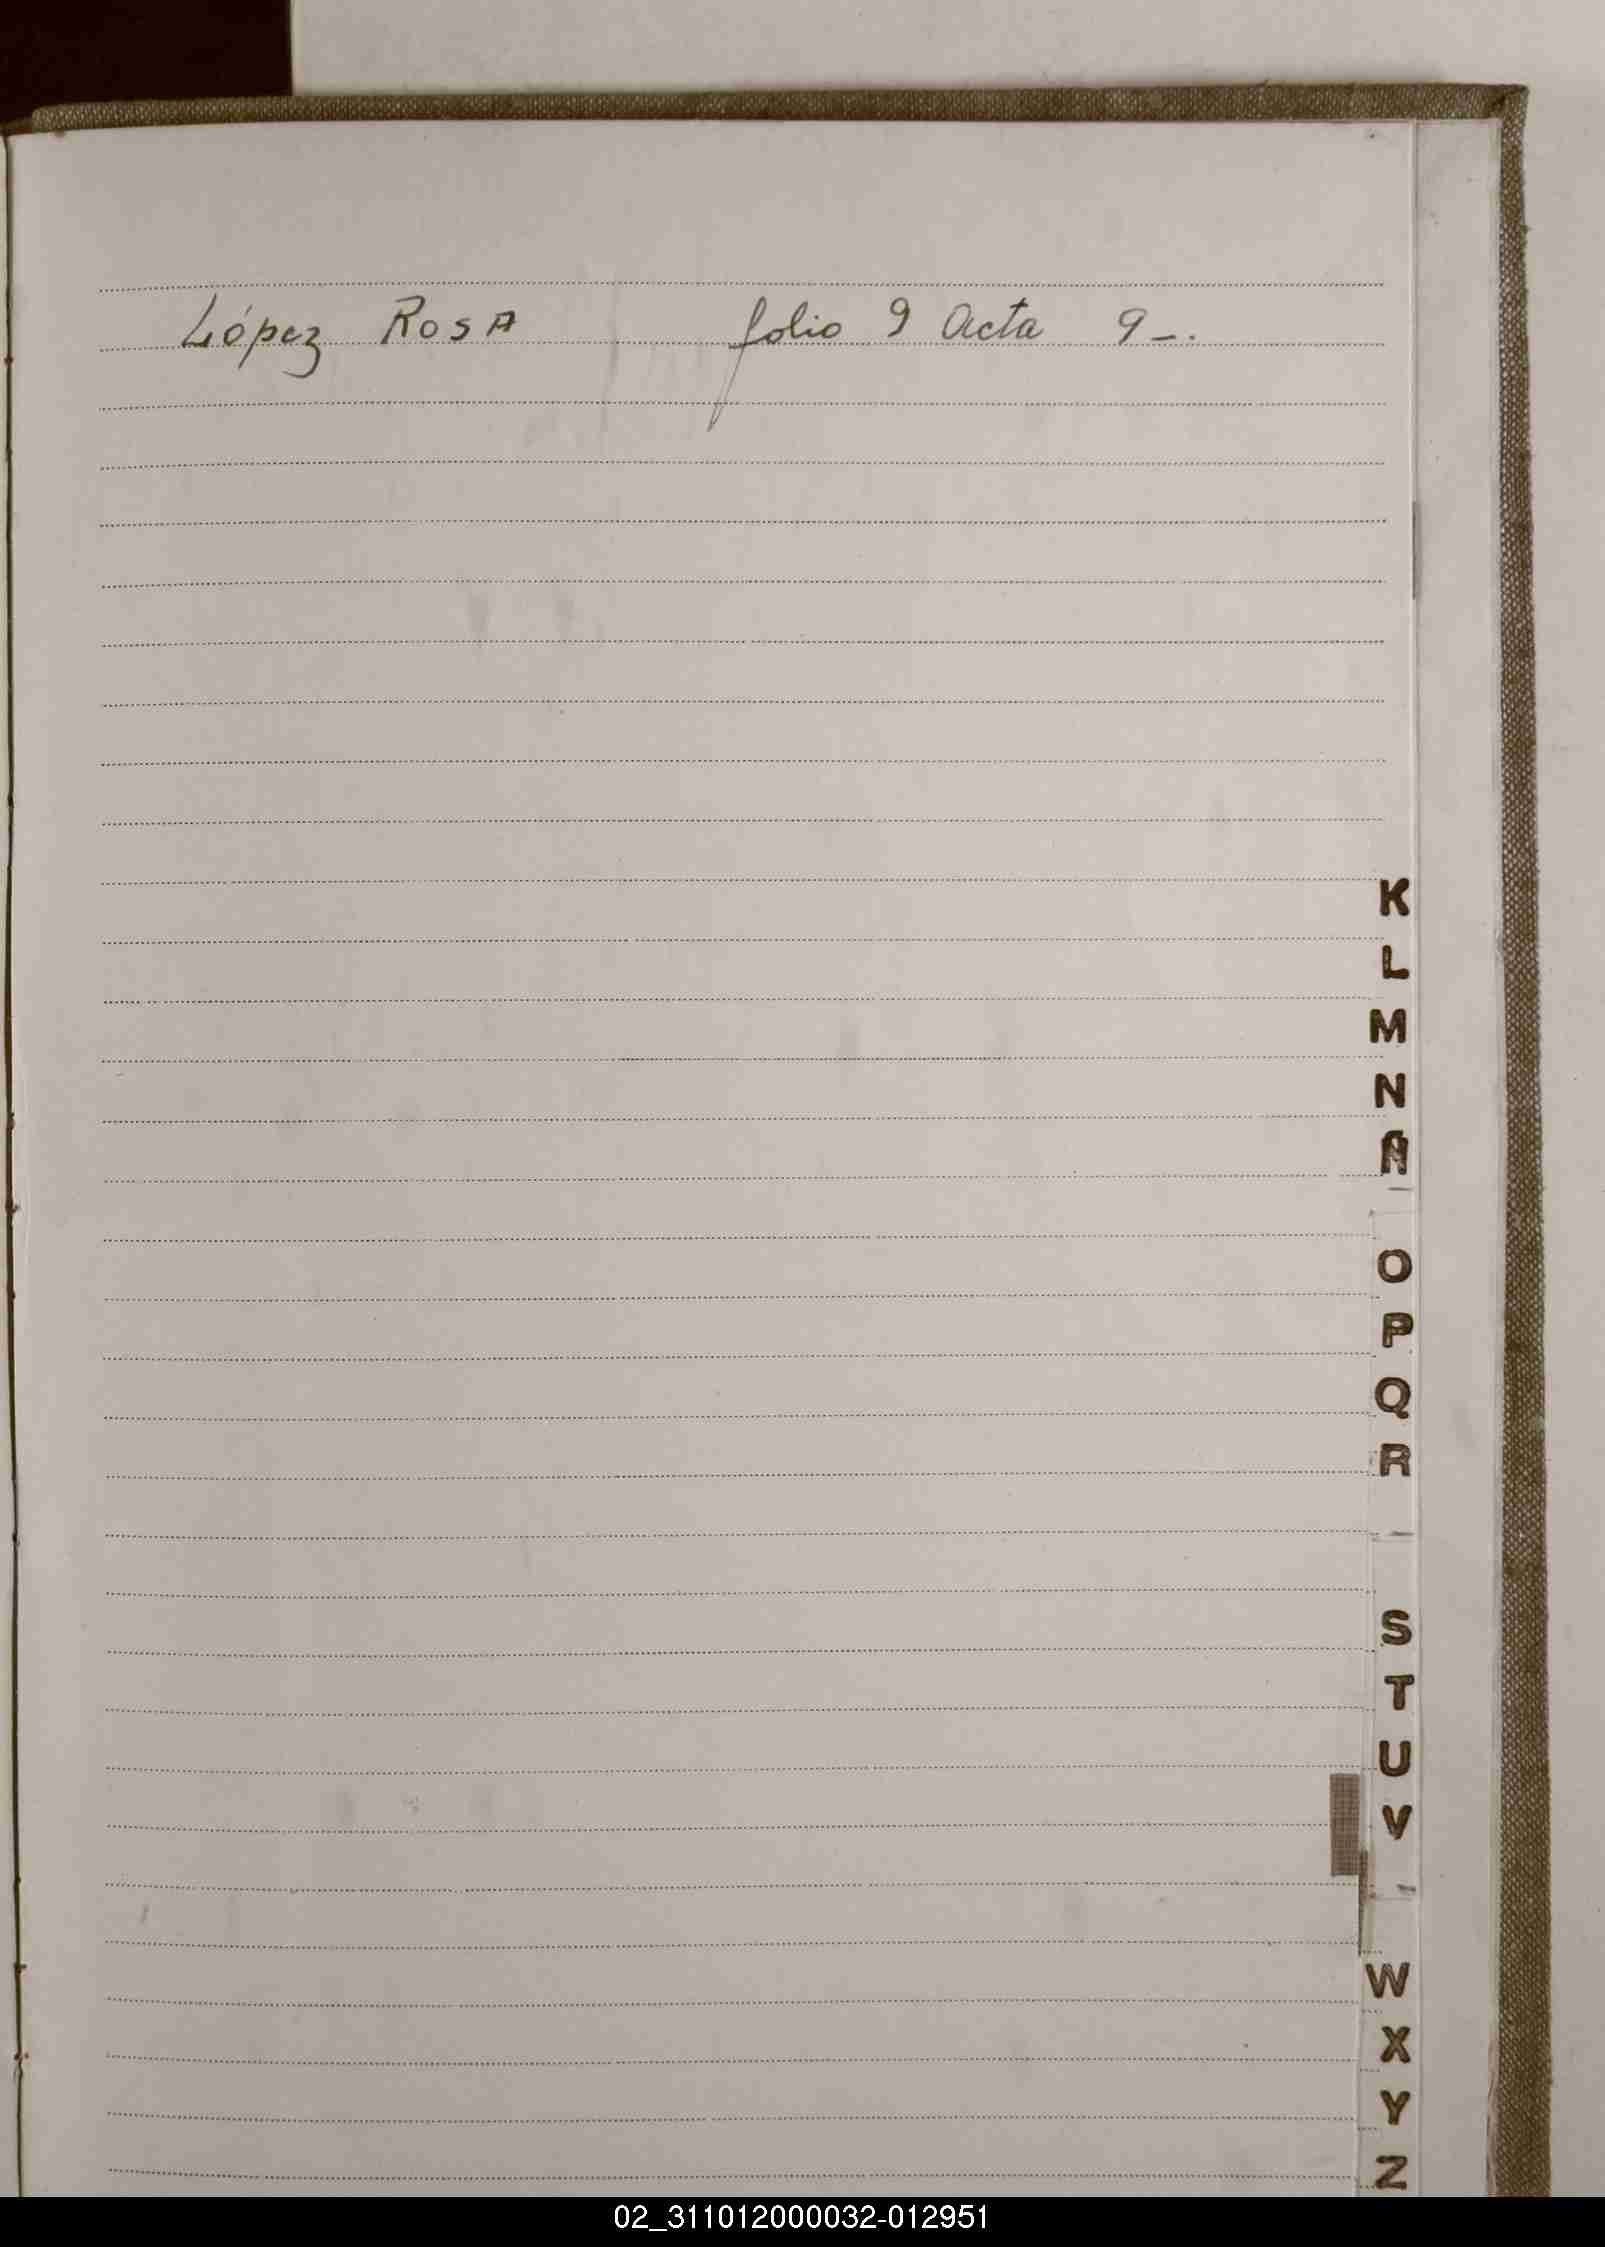 López Rosa folio 9 Acta 9-.
K
L
M
N
Ñ
O
P
Q
R
S
T
U
V
W
X
Y
Z
02_311012000032-012951